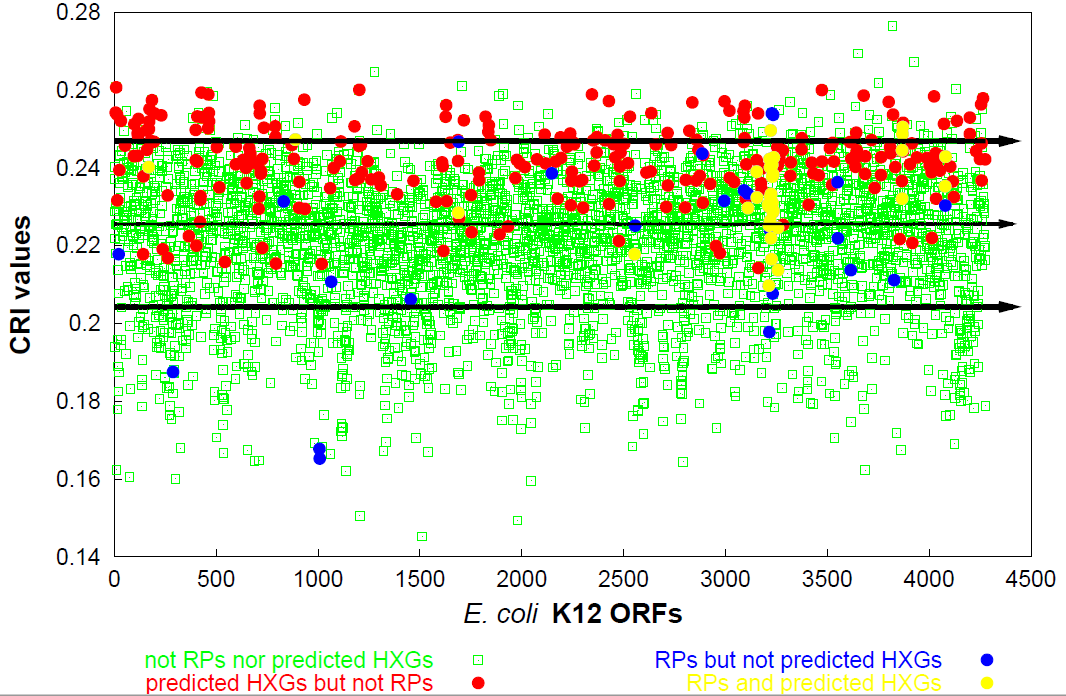 0.28
0.26
0.24
0.22
0.2
0.18
0.16
0.14
CRI values
0 500 1000 1500 2000 2500 3000 3500 4000 4500
E. coli K12 ORFs
not RPs nor predicted HXGs RPs but not predicted HXGs
predicted HXGs but not RPs RPs and predicted HXGs